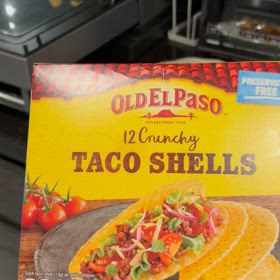 PRESERVATIVE
FREE
OLD EL PASO
ESTABLISHED 1938
12 Crunchy
TACO SHELLS